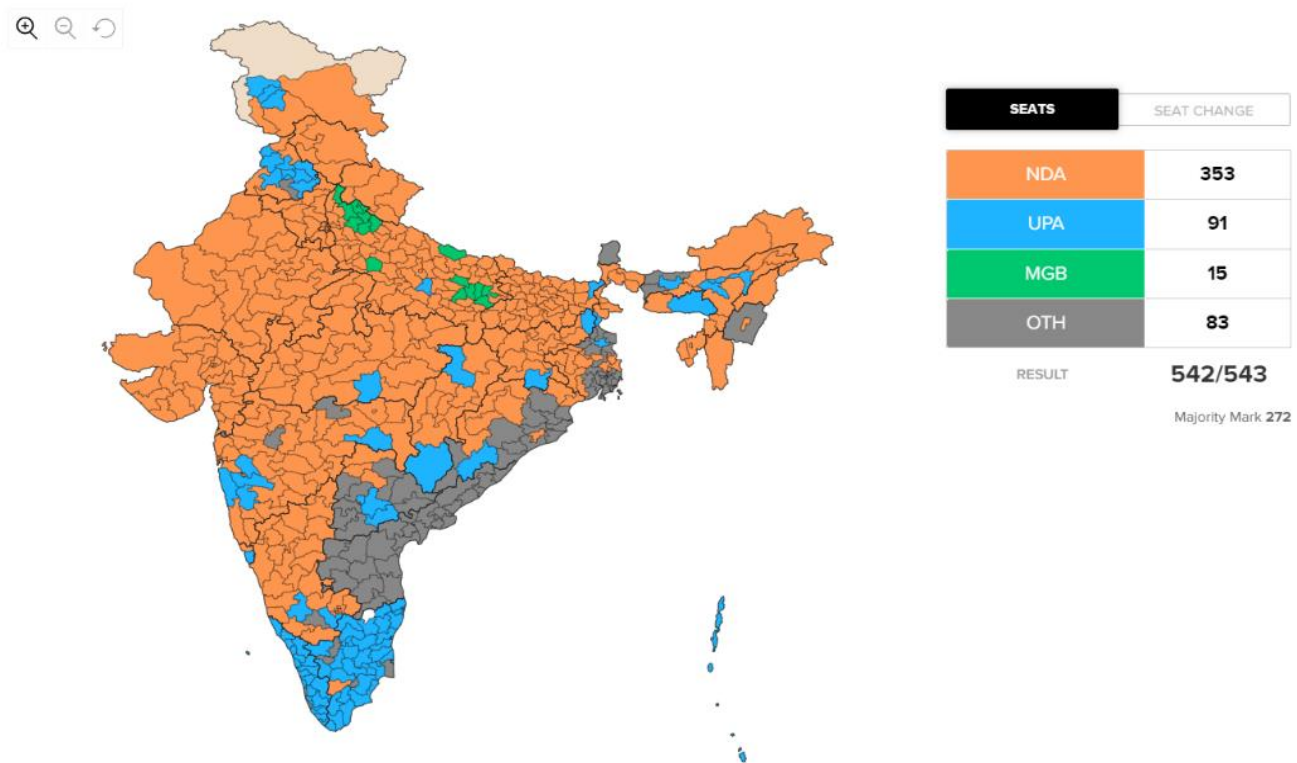 SEATS SEAT CHANGE
NDA 353
UPA 91
MGB 15
OTH 83
RESULT 542/543
Majority Mark 272